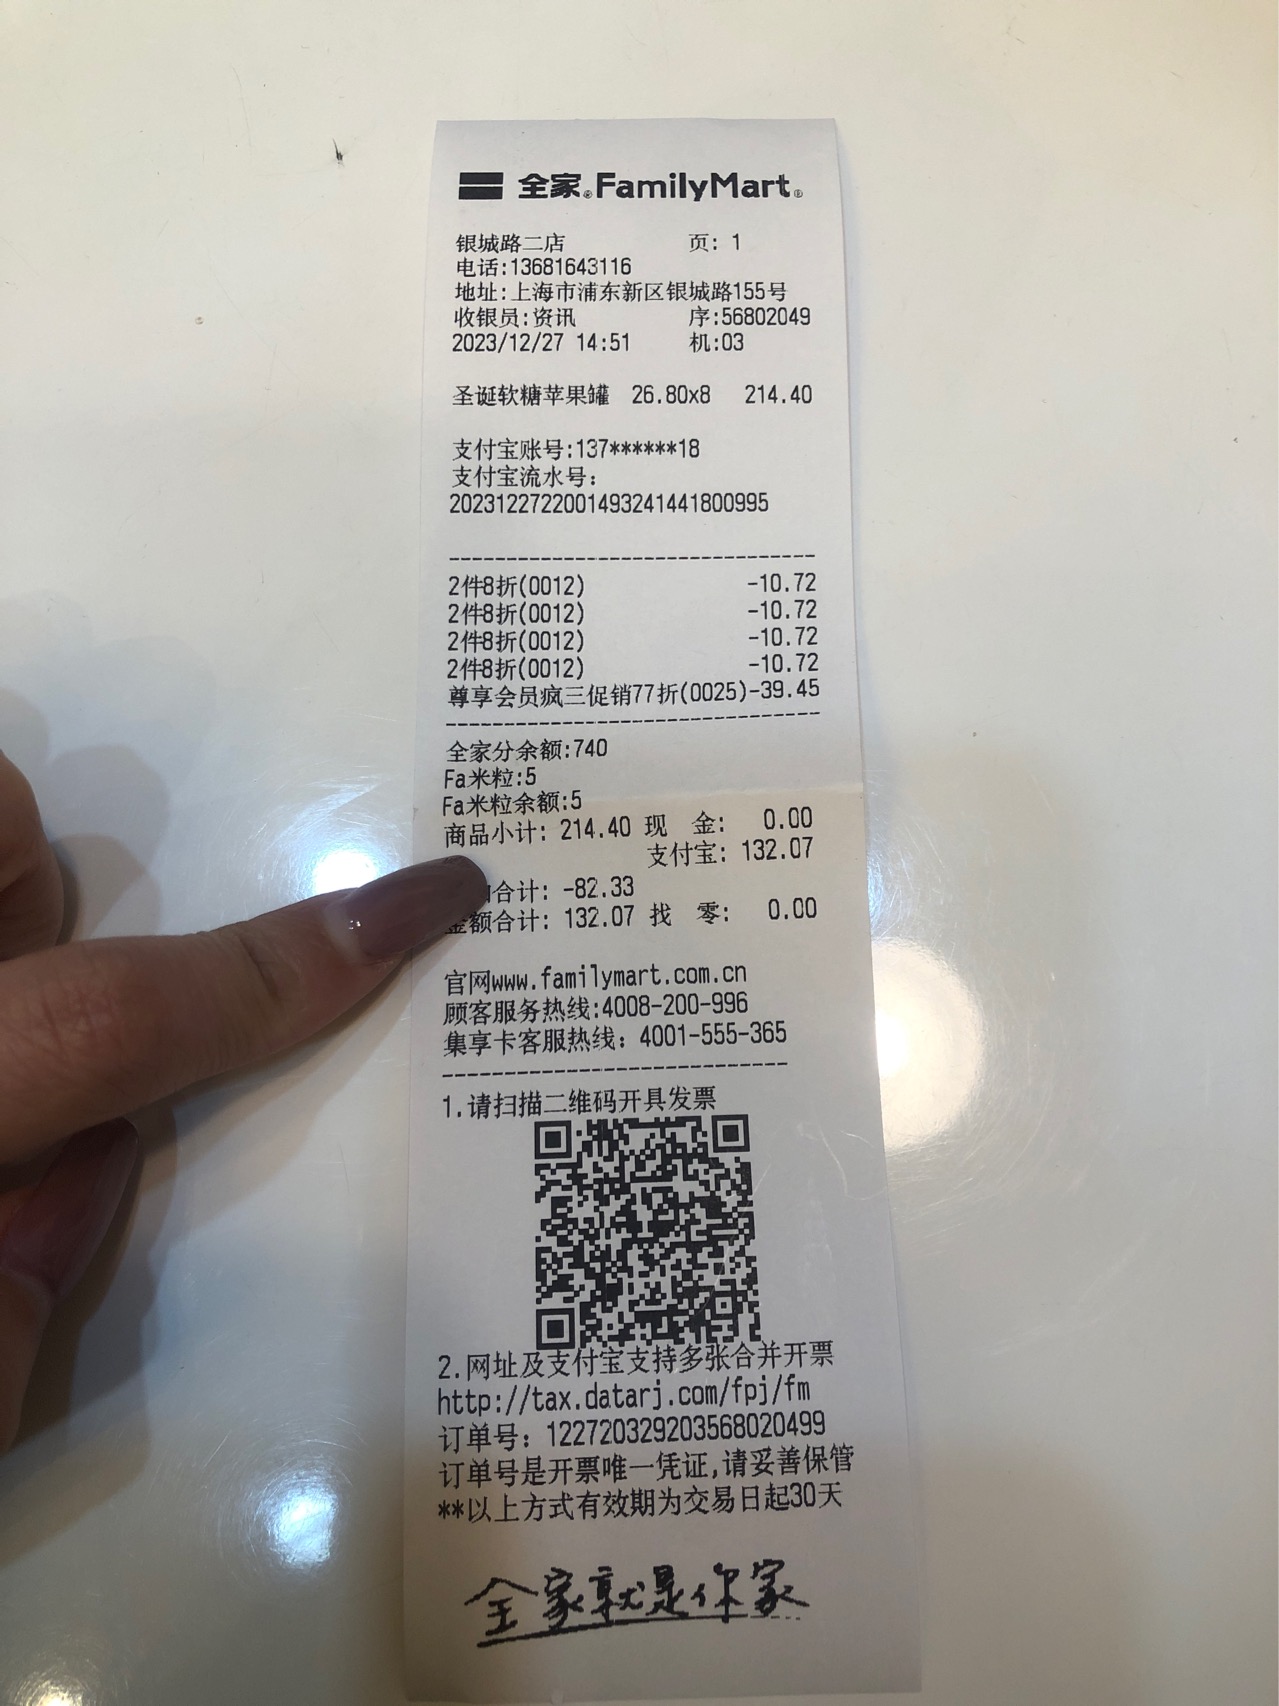 全家 FamilyMart
银城路二店 页: 1
电话:13681643116
地址:上海市浦东新区银城路155号
收银员:资讯 序:56802049
2023/12/27 14:51 机:03
圣诞软糖苹果罐 26.80x8 214.40
支付宝账号:137******18
支付宝流水号:
2023122722001493241441800995
2件8折(0012) -10.72
2件8折(0012) -10.72
2件8折(0012) -10.72
2件8折(0012) -10.72
尊享会员疯三促销77折(0025)-39.45
全家分余额:740
Fa米粒:5
Fa米粒余额:5
商品小计: 214.40 现 金: 0.00
支付宝: 132.07
合计: -82.33
金额合计: 132.07 找 零: 0.00
官网www.familymart.com.cn
顾客服务热线:4008-200-996
集享卡客服热线: 4001-555-365
1.请扫描二维码开具发票
2.网址及支付宝支持多张合并开票
http://tax.datarj.com/fpj/fm
订单号: 122720329203568020499
订单号是开票唯一凭证,请妥善保管
**以上方式有效期为交易日起30天
全家就是你家